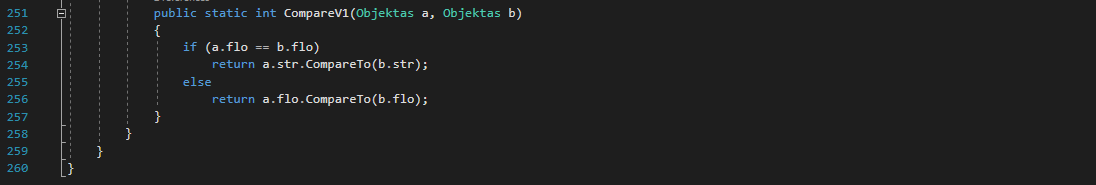 251 public static int CompareV1(Objektas a, Objektas b)
252 {
253 if (a.flo == b.flo)
254 return a.str.CompareTo(b.str);
255 else
256 return a.flo.CompareTo(b.flo);
257 }
258 }
259 }
260 }